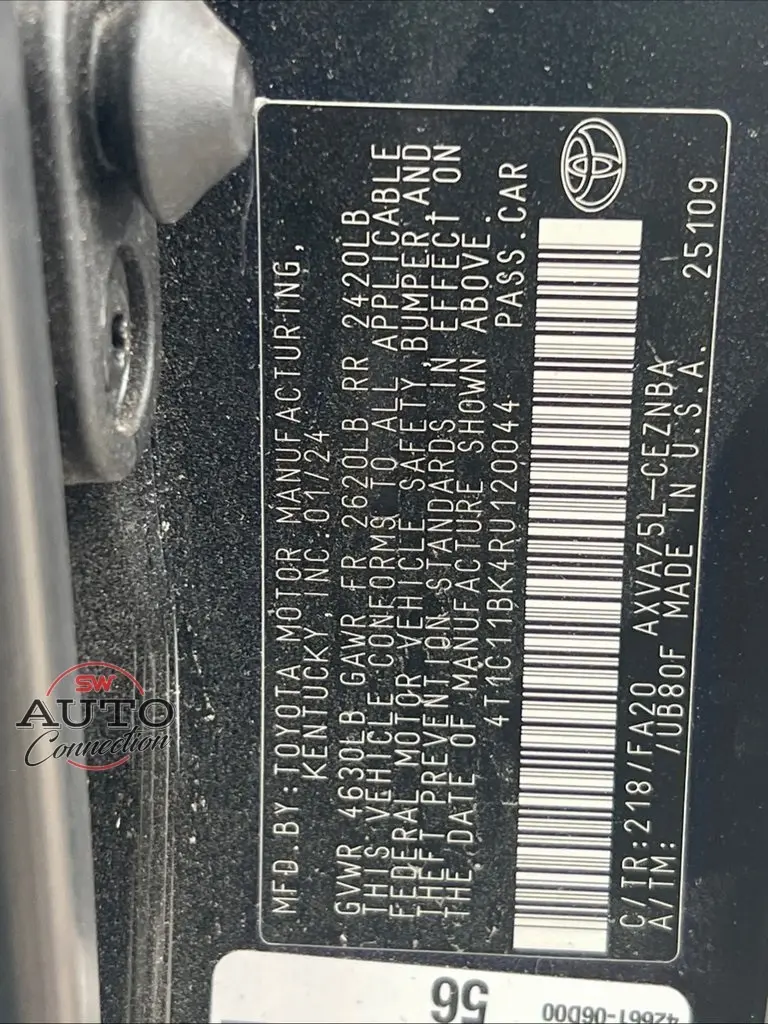 MFD.BY:TOYOTA MOTOR MANUFACTURING,
KENTUCKY,INC.01/24
GVWR 4630LB GAWR FR 2620LB RR 2420LB
THIS VEHICLE CONFORMS TO ALL APPLICABLE
FEDERAL MOTOR VEHICLE SAFETY,BUMPER AND
THEFT PREVENTION STANDARDS IN EFFECT ON
THE DATE OF MANUFACTURE SHOWN ABOVE.
4T1C11BK4RU120044 PASS.CAR
C/TR:218/FA20 AXVA75L-CEZNBA 25109
A/TM: /UB80F MADE IN U.S.A.
56
42661-06D00
SW
AUTO
Connection